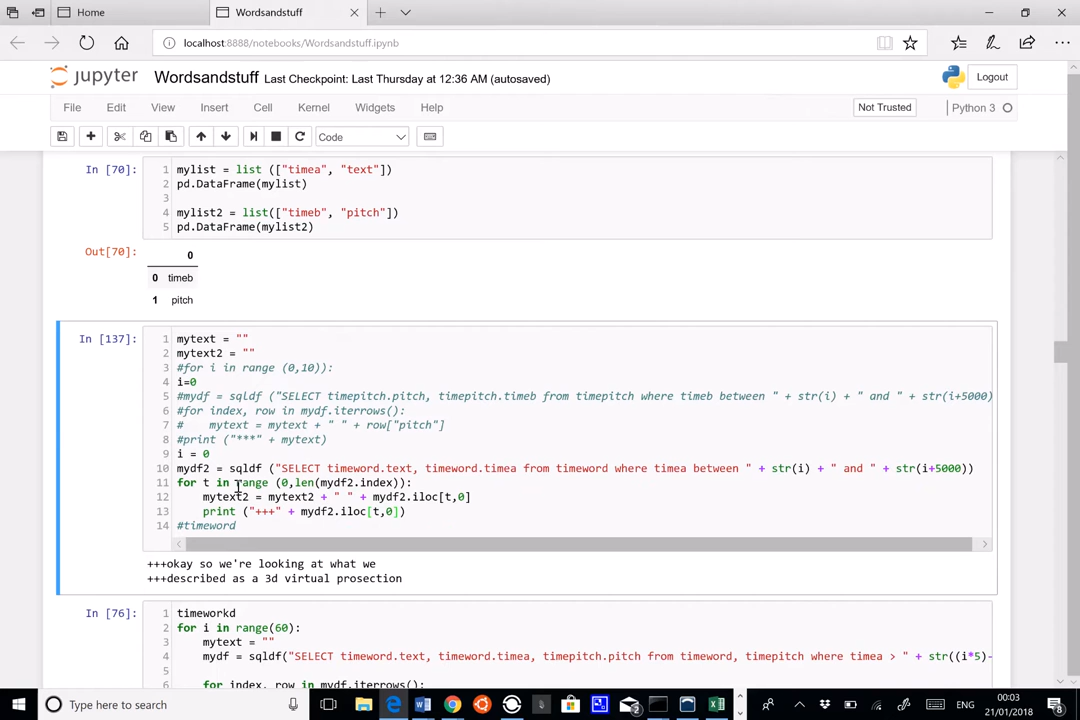 Home
Wordsandstuff
localhost:8888/notebooks/Wordsandstuff.ipynb
jupyter Wordsandstuff Last Checkpoint: Last Thursday at 12:36 AM (autosaved)
Logout
File Edit View Insert Cell Kernel Widgets Help
Not Trusted
Python 3
Code
In [70]:
1 mylist = list (["timea", "text"])
2 pd.DataFrame(mylist)
3
4 mylist2 = list(["timeb", "pitch"])
5 pd.DataFrame(mylist2)
Out[70]:
0
0 timeb
1 pitch
In [137]:
1 mytext = ""
2 mytext2 = ""
3 #for i in range (0,10)):
4 i=0
5 #mydf = sqldf ("SELECT timepitch.pitch, timepitch.timeb from timepitch where timeb between " + str(i) + " and " + str(i+5000)
6 #for index, row in mydf.iterrows():
7 #    mytext = mytext + " " + row["pitch"]
8 #print ("***" + mytext)
9 i = 0
10 mydf2 = sqldf ("SELECT timeword.text, timeword.timea from timeword where timea between " + str(i) + " and " + str(i+5000))
11 for t in range (0,len(mydf2.index)):
12     mytext2 = mytext2 + " " + mydf2.iloc[t,0]
13     print ("+++" + mydf2.iloc[t,0])
14 #timeword
+++okay so we're looking at what we
+++described as a 3d virtual prosection
In [76]:
1 timeworkd
2 for i in range(60):
3     mytext = ""
4     mydf = sqldf("SELECT timeword.text, timeword.timea, timepitch.pitch from timeword, timepitch where timea > " + str((i*5)-
5
6     for index, row in mydf.iterrows():
Type here to search
ENG
00:03
21/01/2018